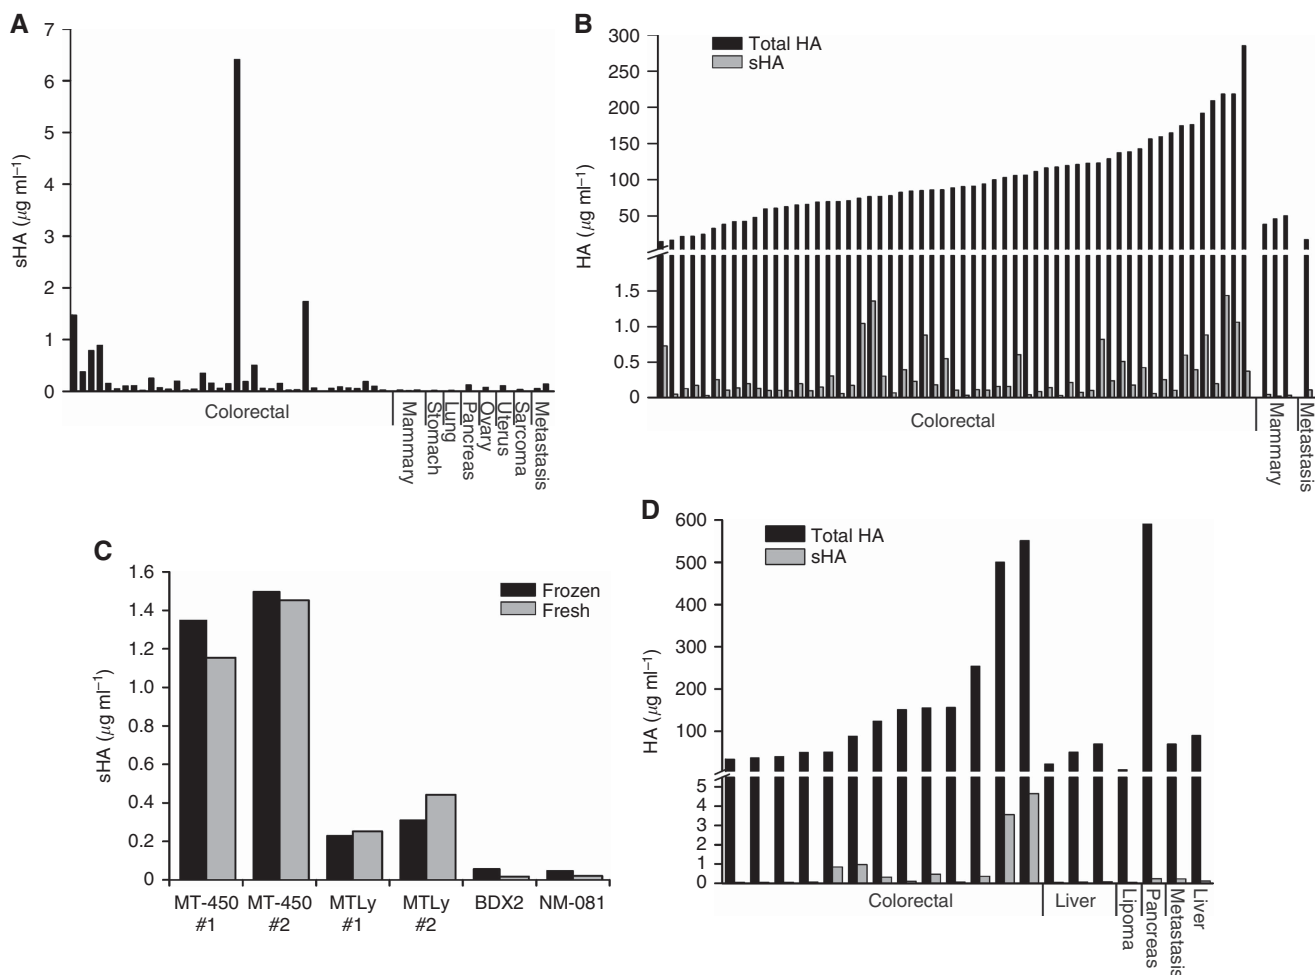 A
7
6
5
4
3
2
1
0
sHA (μg ml⁻¹)
Colorectal
Mammary
Stomach
Lung
Pancreas
Ovary
Uterus
Sarcoma
Metastasis
B
300
250
200
150
100
50
1.5
1.0
0.5
0
HA (μg ml⁻¹)
Total HA
sHA
Colorectal
Mammary
Metastasis
C
1.6
1.4
1.2
1.0
0.8
0.6
0.4
0.2
0
sHA (μg ml⁻¹)
Frozen
Fresh
MT-450 MT-450 MTLy MTLy BDX2 NM-081
#1 #2 #1 #2
D
600
500
400
300
200
100
5
4
3
2
1
0
HA (μg ml⁻¹)
Total HA
sHA
Colorectal
Liver
Lipoma
Pancreas
Metastasis
Liver